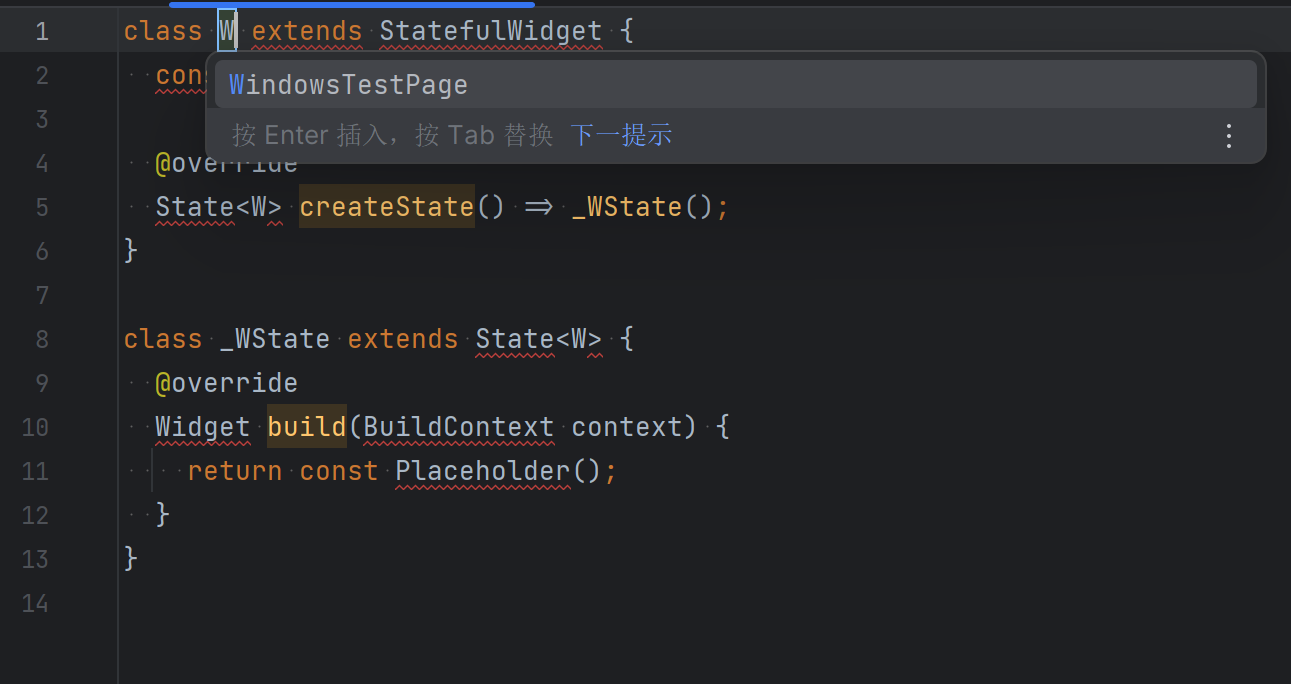 1 class W extends StatefulWidget {
2 con
WindowsTestPage
3
按 Enter 插入，按 Tab 替换 下一提示
4 @override
5 State<W> createState() => _WState();
6 }
7
8 class _WState extends State<W> {
9 @override
10 Widget build(BuildContext context) {
11 return const Placeholder();
12 }
13 }
14